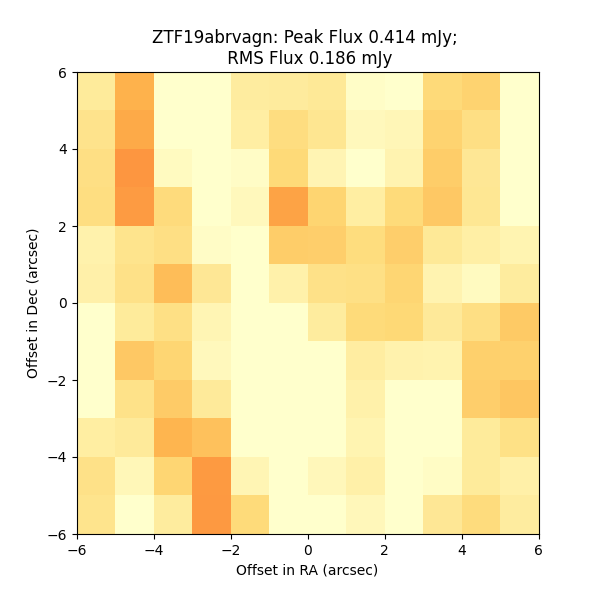 ZTF19abrvagn: Peak Flux 0.414 mJy;
RMS Flux 0.186 mJy
6
4
2
0
−2
−4
−6
Offset in Dec (arcsec)
−6 −4 −2 0 2 4 6
Offset in RA (arcsec)